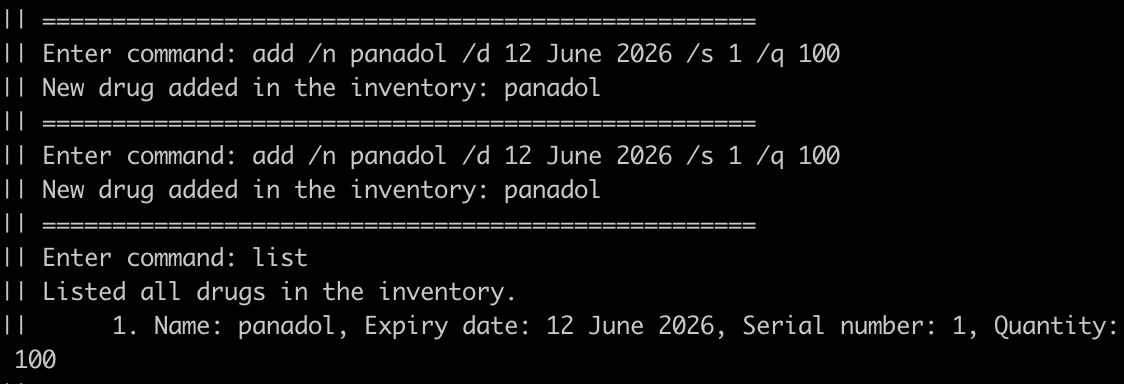 || ===================================================
|| Enter command: add /n panadol /d 12 June 2026 /s 1 /q 100
|| New drug added in the inventory: panadol
|| ===================================================
|| Enter command: add /n panadol /d 12 June 2026 /s 1 /q 100
|| New drug added in the inventory: panadol
|| ===================================================
|| Enter command: list
|| Listed all drugs in the inventory.
||      1. Name: panadol, Expiry date: 12 June 2026, Serial number: 1, Quantity:
 100